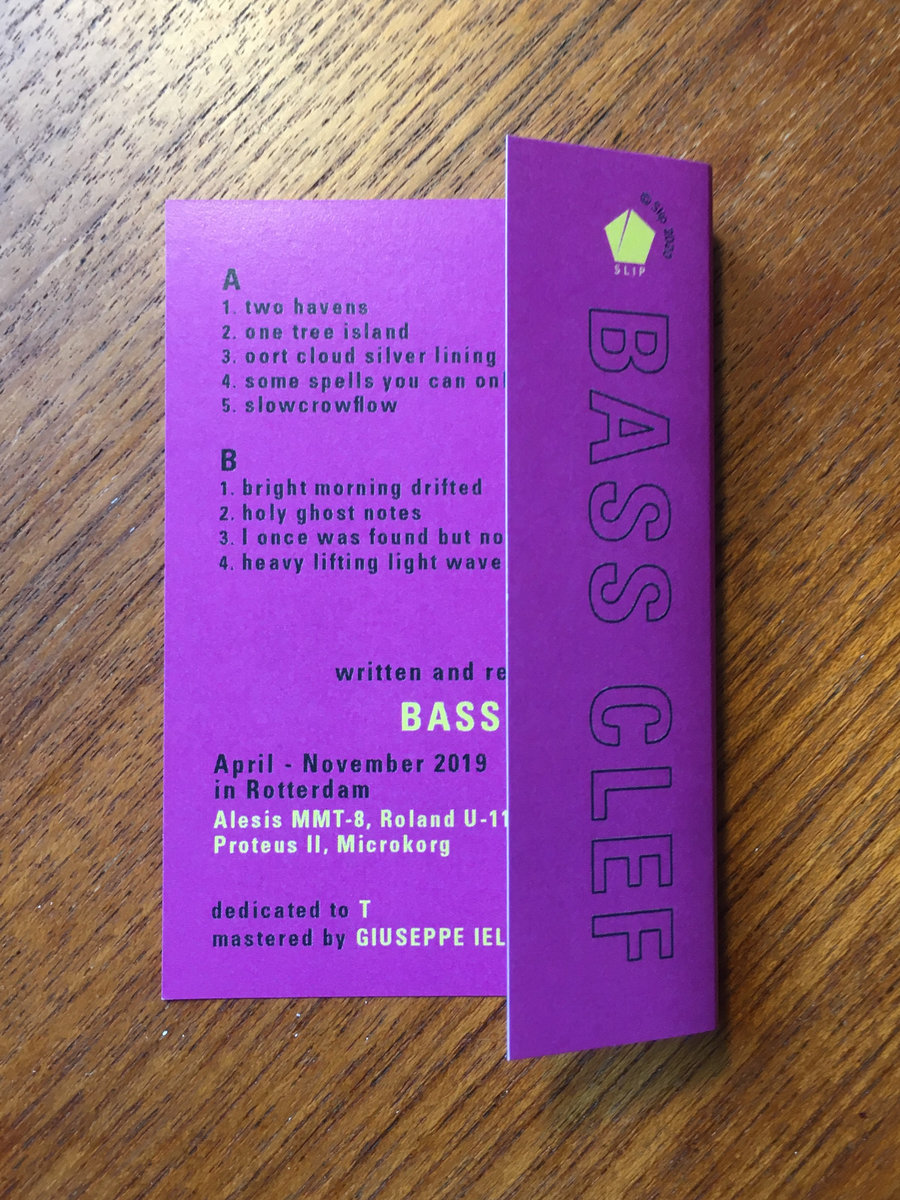 A
1. two havens
2. one tree island
3. oort cloud silver lining
4. some spells you can onl
5. slowcrowflow
B
1. bright morning drifted
2. holy ghost notes
3. I once was found but no
4. heavy lifting light wave
written and re
BASS
April - November 2019
in Rotterdam
Alesis MMT-8, Roland U-11
Proteus II, Microkorg
dedicated to T
mastered by GIUSEPPE IEL
© Slip 2020
SLIP
BASS CLEF